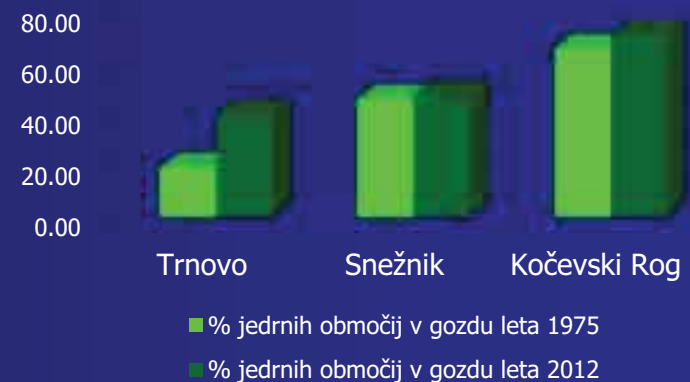 80.00
60.00
40.00
20.00
0.00
Trnovo Snežnik Kočevski Rog
% jedrnih območij v gozdu leta 1975
% jedrnih območij v gozdu leta 2012